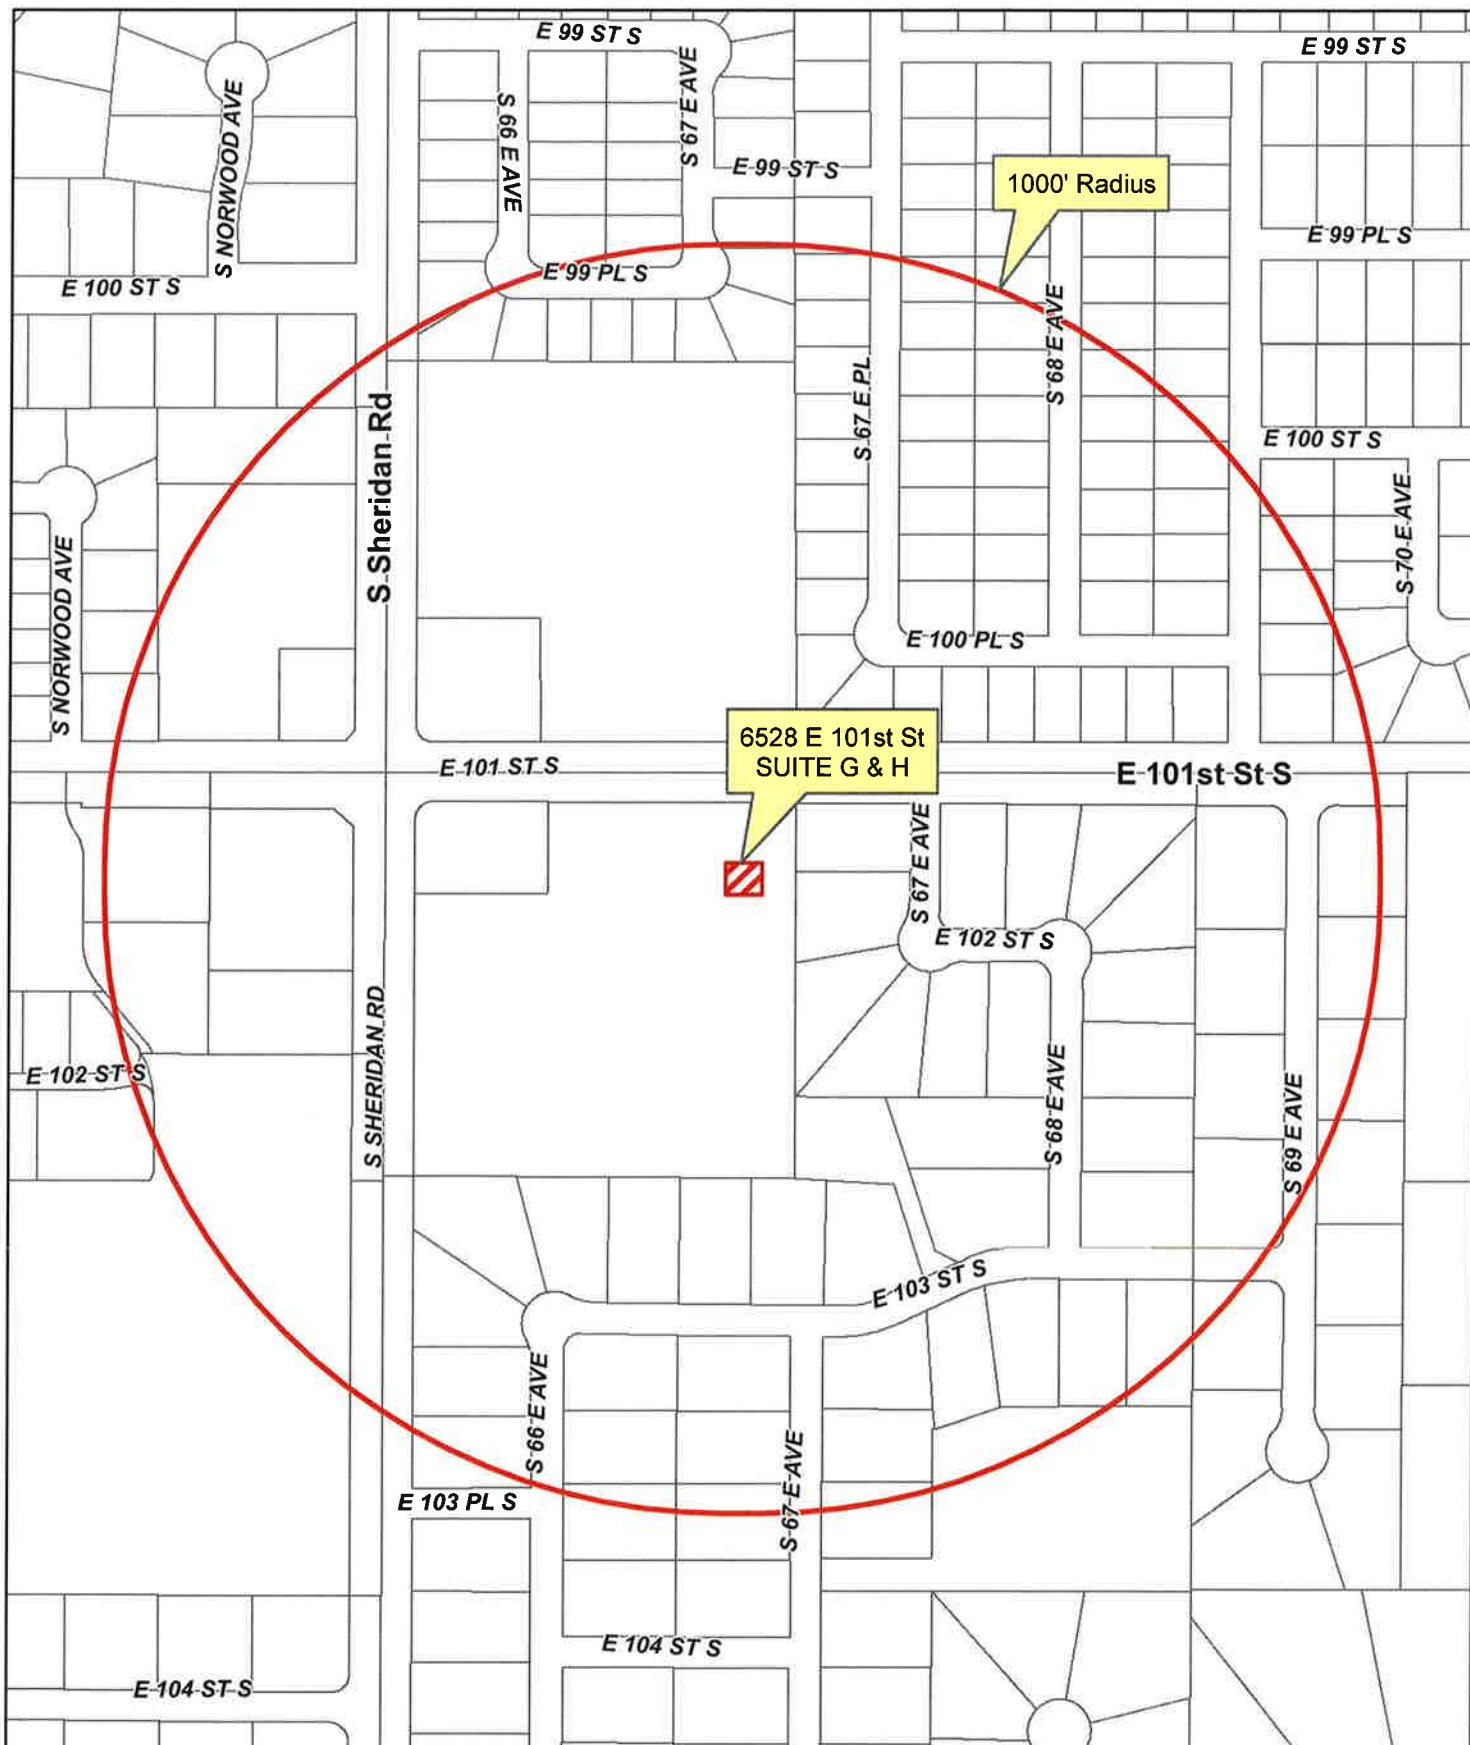 E 99 ST S
E 99 ST S
S 66 E AVE
S 67 E AVE
S NORWOOD AVE
E 99 ST S
1000' Radius
E 99 PL S
E 99 PL S
E 100 ST S
S 68 E AVE
S 67 E PL
S Sheridan Rd
E 100 ST S
S 70 E AVE
S NORWOOD AVE
E 100 PL S
6528 E 101st St
SUITE G & H
E 101 ST S
E 101st St S
S 67 E AVE
E 102 ST S
S SHERIDAN RD
E 102 ST S
S 68 E AVE
S 69 E AVE
E 103 ST S
S 66 E AVE
S 67 E AVE
E 103 PL S
E 104 ST S
E 104 ST S